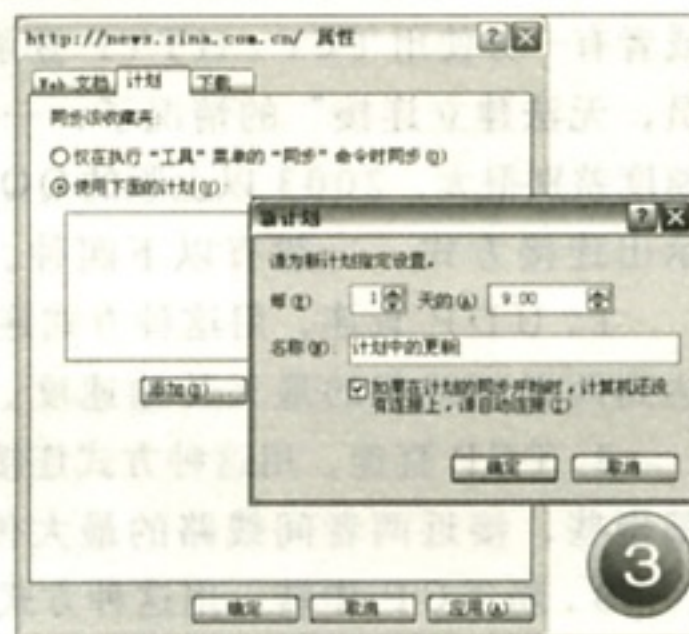 http://news.sina.com.cn/ 属性
Web 文档 计划 下载
同步该收藏夹
仅在执行“工具”菜单的“同步”命令时同步(O)
使用下面的计划(U):
新计划
请为新计划指定设置。
每(E) 1 天的(A) 9:00
名称(N): 计划中的更新
如果在计划的同步开始时，计算机还没
有连接上，请自动连接(I)
确定 取消
添加(D)...
确定 取消 应用(A)
3